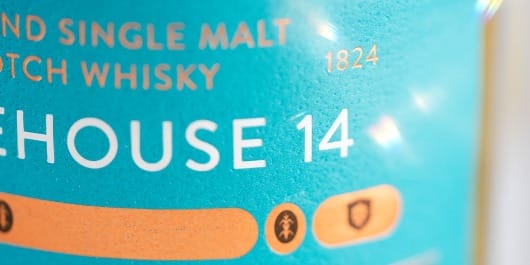 ND SINGLE MALT
OTCH WHISKY
1824
EHOUSE 14